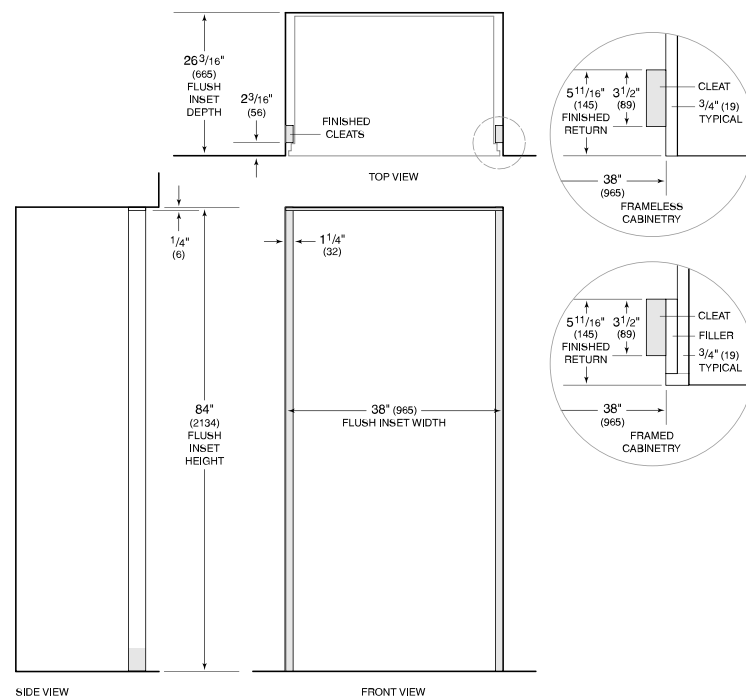 26 3/16"
(665)
FLUSH
INSET
DEPTH
2 3/16"
(56)
FINISHED
CLEATS
TOP VIEW
5 11/16"
(145)
FINISHED
RETURN
3 1/2"
(89)
CLEAT
3/4" (19)
TYPICAL
38"
(965)
FRAMELESS
CABINETRY
1/4"
(6)
1 1/4"
(32)
84"
(2134)
FLUSH
INSET
HEIGHT
38" (965)
FLUSH INSET WIDTH
5 11/16"
(145)
FINISHED
RETURN
3 1/2"
(89)
CLEAT
FILLER
3/4" (19)
TYPICAL
38"
(965)
FRAMED
CABINETRY
SIDE VIEW
FRONT VIEW